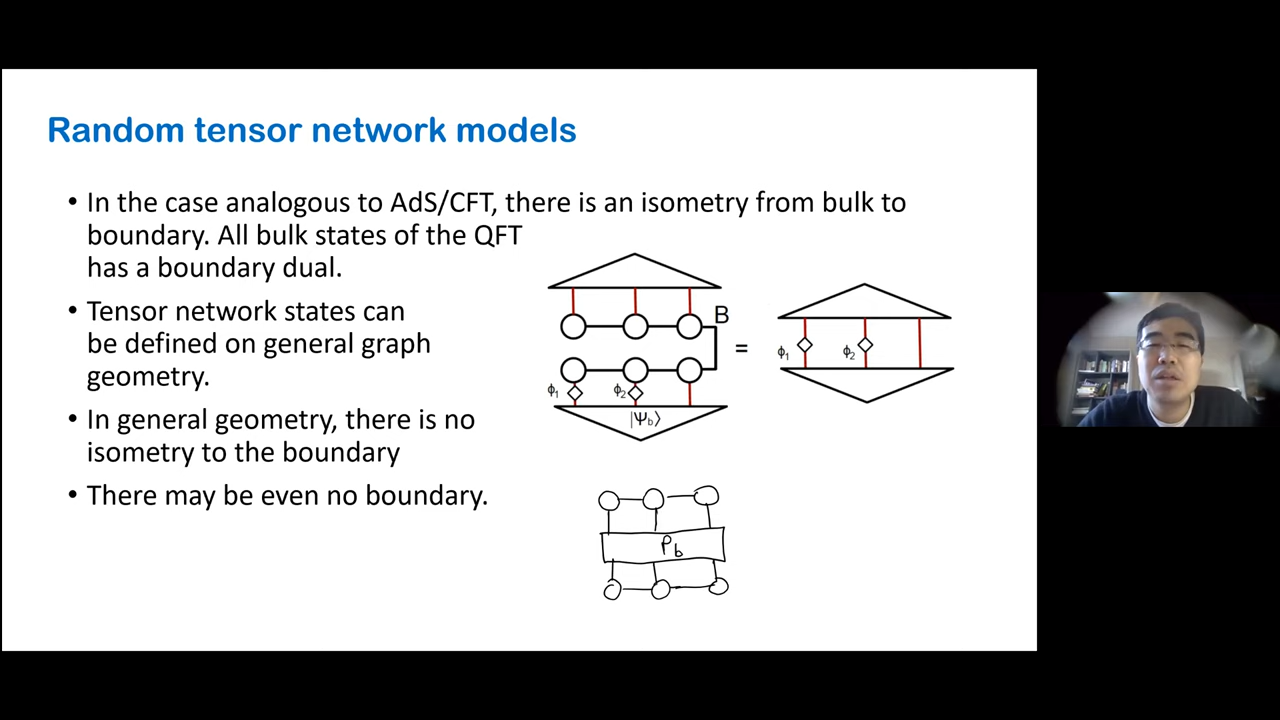 Random tensor network models
• In the case analogous to AdS/CFT, there is an isometry from bulk to
boundary. All bulk states of the QFT
has a boundary dual.
• Tensor network states can
be defined on general graph
geometry.
• In general geometry, there is no
isometry to the boundary
• There may be even no boundary.
B
=
ϕ₁ ϕ₂
|Ψb⟩
ϕ₁ ϕ₂
ρb